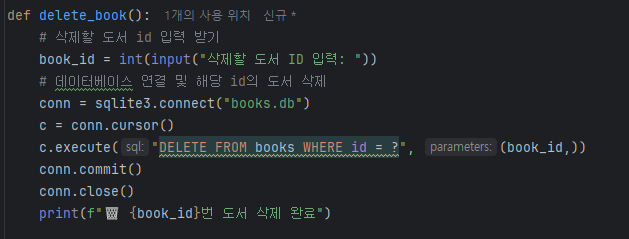 def delete_book():  1개의 사용 위치  신규 *
    # 삭제할 도서 id 입력 받기
    book_id = int(input("삭제할 도서 ID 입력: "))
    # 데이터베이스 연결 및 해당 id의 도서 삭제
    conn = sqlite3.connect("books.db")
    c = conn.cursor()
    c.execute( sql: "DELETE FROM books WHERE id = ?",  parameters: (book_id,))
    conn.commit()
    conn.close()
    print(f"🗑 {book_id}번 도서 삭제 완료")